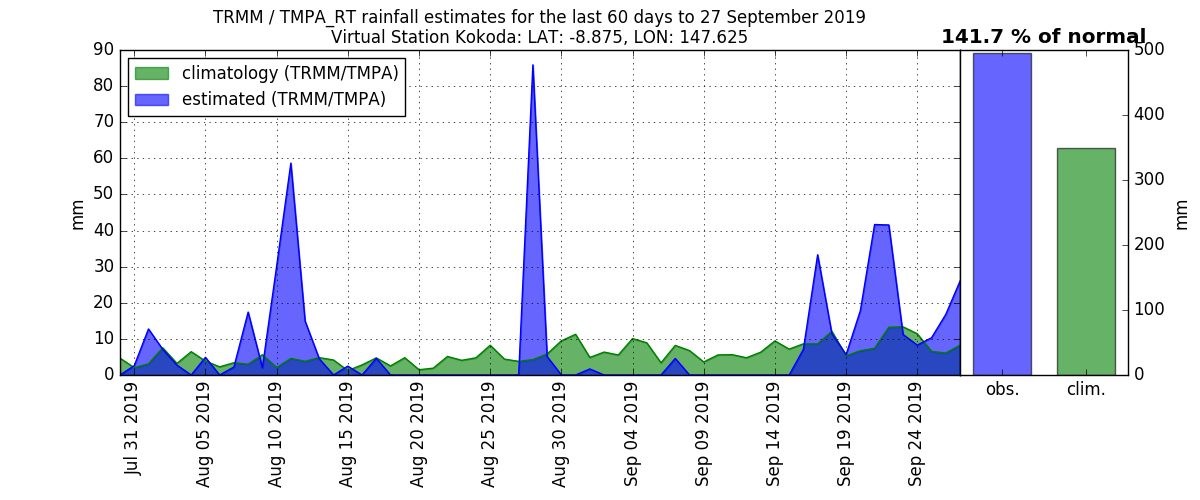 TRMM / TMPA_RT rainfall estimates for the last 60 days to 27 September 2019
Virtual Station Kokoda: LAT: -8.875, LON: 147.625
141.7 % of normal
climatology (TRMM/TMPA)
estimated (TRMM/TMPA)
90
80
70
60
50
40
30
20
10
0
mm
Jul 31 2019
Aug 05 2019
Aug 10 2019
Aug 15 2019
Aug 20 2019
Aug 25 2019
Aug 30 2019
Sep 04 2019
Sep 09 2019
Sep 14 2019
Sep 19 2019
Sep 24 2019
obs.
clim.
500
400
300
200
100
0
mm